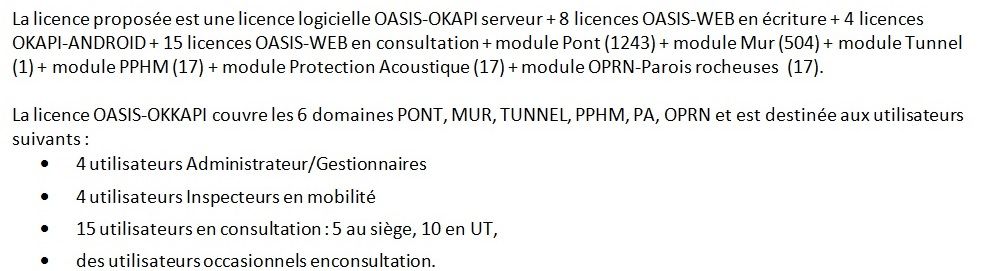 La licence proposée est une licence logicielle OASIS-OKAPI serveur + 8 licences OASIS-WEB en écriture + 4 licences
OKAPI-ANDROID + 15 licences OASIS-WEB en consultation + module Pont (1243) + module Mur (504) + module Tunnel
(1) + module PPHM (17) + module Protection Acoustique (17) + module OPRN-Parois rocheuses (17).
La licence OASIS-OKKAPI couvre les 6 domaines PONT, MUR, TUNNEL, PPHM, PA, OPRN et est destinée aux utilisateurs
suivants :
• 4 utilisateurs Administrateur/Gestionnaires
• 4 utilisateurs Inspecteurs en mobilité
• 15 utilisateurs en consultation : 5 au siège, 10 en UT,
• des utilisateurs occasionnels enconsultation.